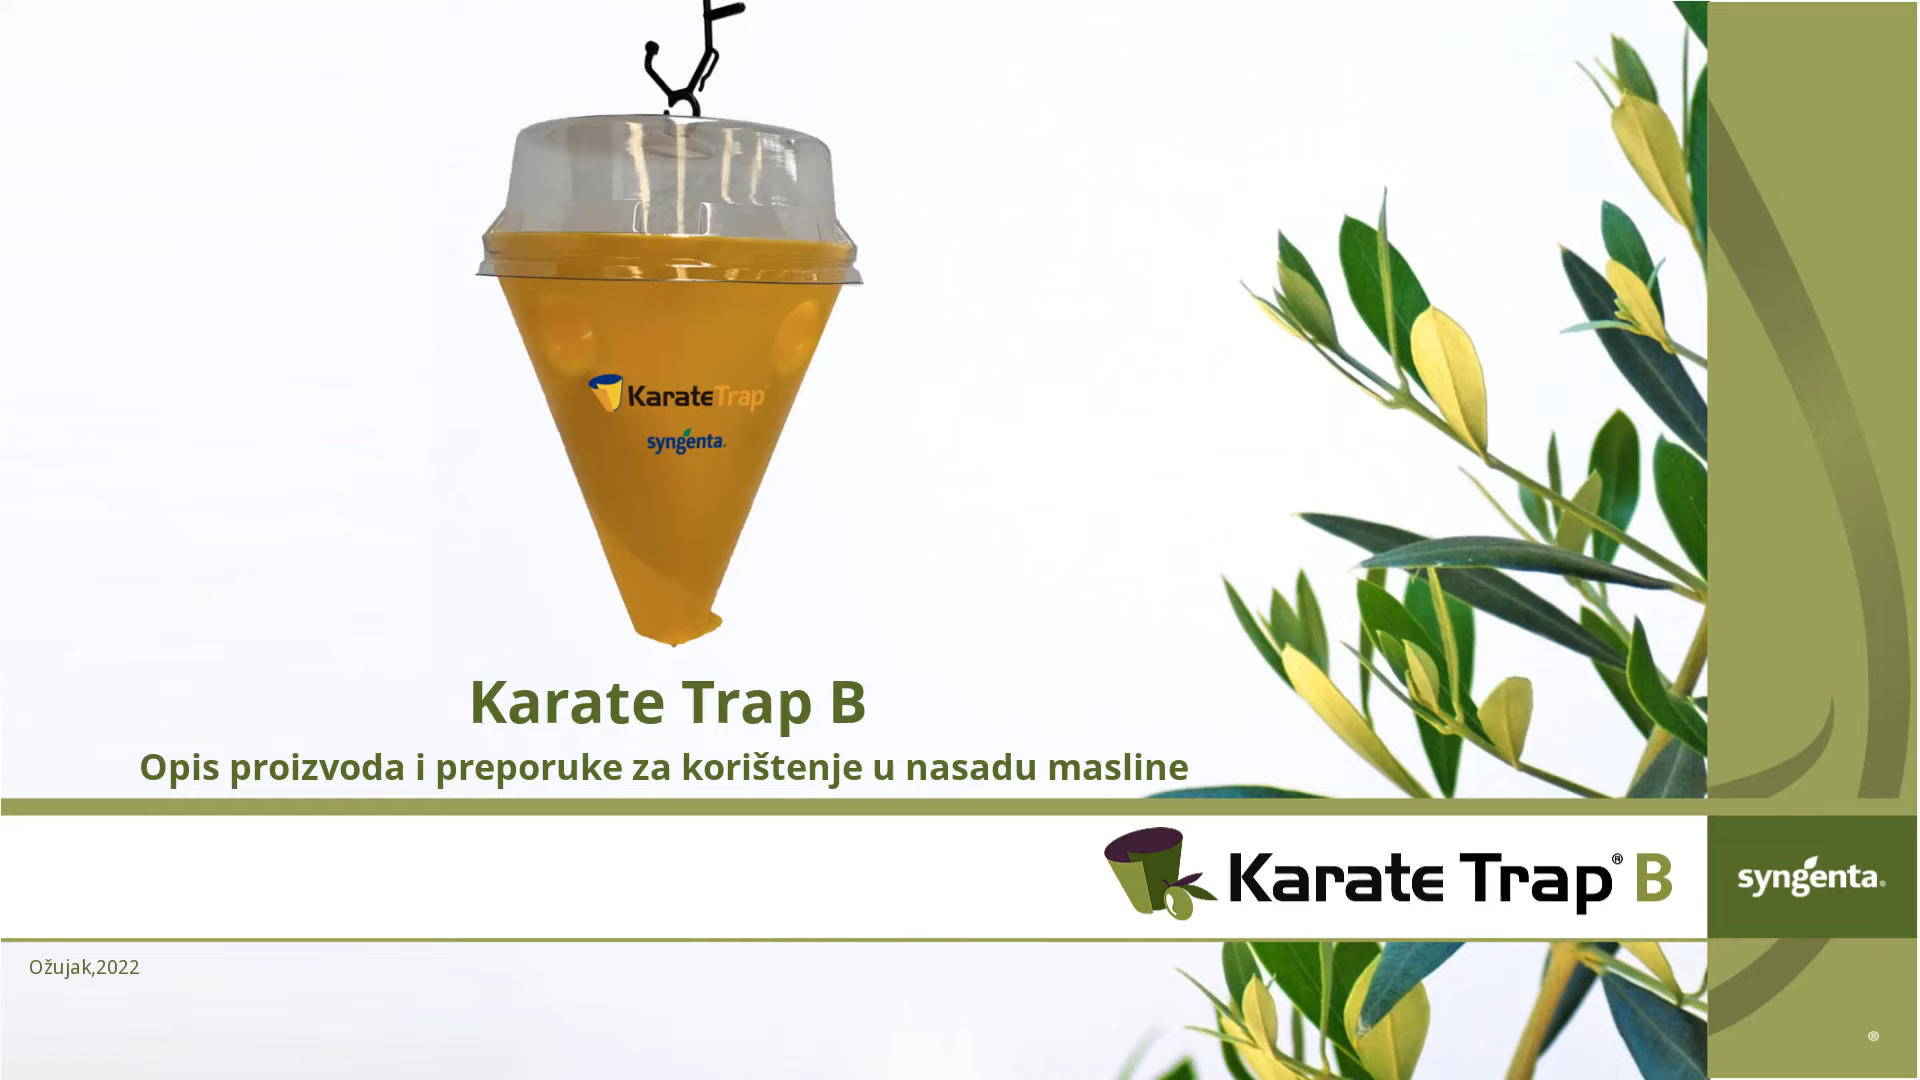 KarateTrap
syngenta.
Karate Trap B
Opis proizvoda i preporuke za korištenje u nasadu masline
Karate Trap® B
syngenta.
Ožujak,2022
®